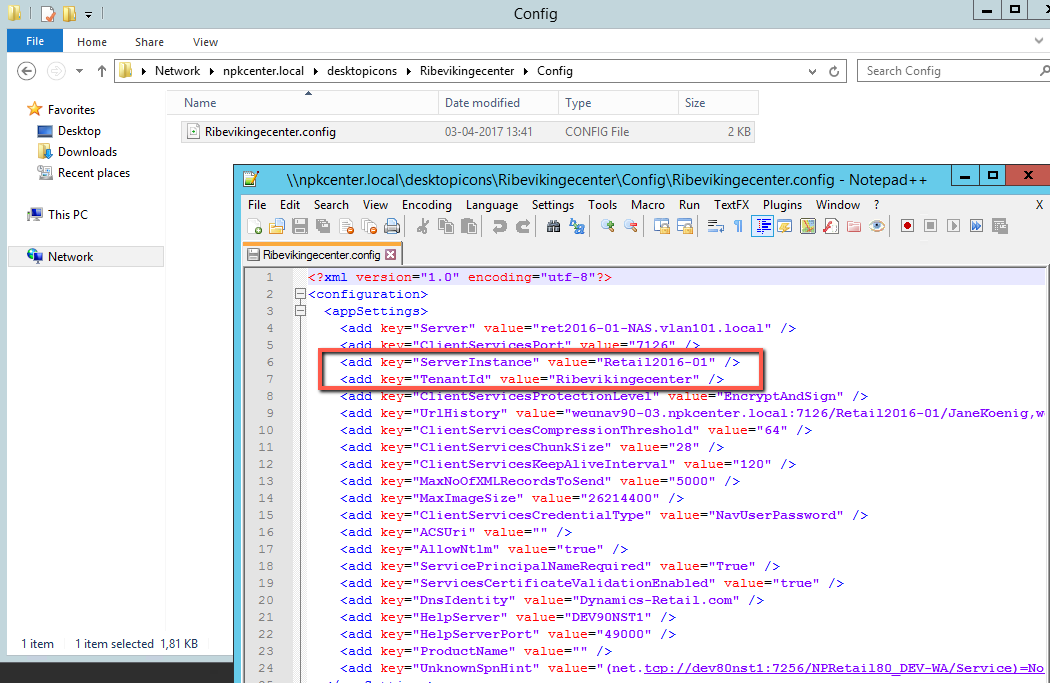 Config
File Home Share View
Network npkcenter.local desktopicons Ribevikingecenter Config Search Config
Name Date modified Type Size
Favorites
Desktop
Downloads
Recent places
This PC
Network
Ribevikingecenter.config 03-04-2017 13:41 CONFIG File 2 KB
\\npkcenter.local\desktopicons\Ribevikingecenter\Config\Ribevikingecenter.config - Notepad++
File Edit Search View Encoding Language Settings Tools Macro Run TextFX Plugins Window ? X
Ribevikingecenter.config
1 <?xml version="1.0" encoding="utf-8"?>
2 <configuration>
3 <appSettings>
4 <add key="Server" value="ret2016-01-NAS.vlan101.local" />
5 <add key="ClientServicesPort" value="7126" />
6 <add key="ServerInstance" value="Retail2016-01" />
7 <add key="TenantId" value="Ribevikingecenter" />
8 <add key="ClientServicesProtectionLevel" value="EncryptAndSign" />
9 <add key="UrlHistory" value="weunav90-03.npkcenter.local:7126/Retail2016-01/JaneKoenig,w
10 <add key="ClientServicesCompressionThreshold" value="64" />
11 <add key="ClientServicesChunkSize" value="28" />
12 <add key="ClientServicesKeepAliveInterval" value="120" />
13 <add key="MaxNoOfXMLRecordsToSend" value="5000" />
14 <add key="MaxImageSize" value="26214400" />
15 <add key="ClientServicesCredentialType" value="NavUserPassword" />
16 <add key="ACSUri" value="" />
17 <add key="AllowNtlm" value="true" />
18 <add key="ServicePrincipalNameRequired" value="True" />
19 <add key="ServicesCertificateValidationEnabled" value="true" />
20 <add key="DnsIdentity" value="Dynamics-Retail.com" />
21 <add key="HelpServer" value="DEV90NST1" />
22 <add key="HelpServerPort" value="49000" />
23 <add key="ProductName" value="" />
24 <add key="UnknownSpnHint" value="(net.tcp://dev80nst1:7256/NPRetail80_DEV-WA/Service)=No
1 item 1 item selected 1,81 KB